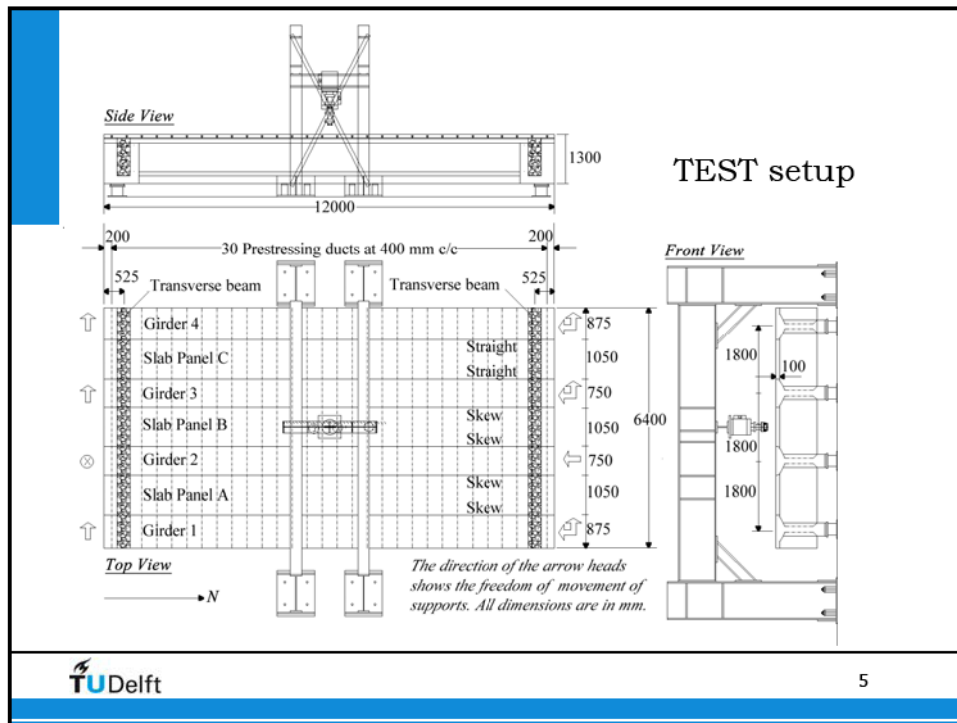 TEST setup
Side View
1300
12000
200
30 Prestressing ducts at 400 mm c/c
200
525
Transverse beam
Transverse beam
525
Girder 4
875
Slab Panel C
Straight
Straight
1050
Girder 3
750
Slab Panel B
Skew
Skew
1050
6400
Girder 2
750
Slab Panel A
Skew
Skew
1050
Girder 1
875
Top View
N
The direction of the arrow heads
shows the freedom of movement of
supports. All dimensions are in mm.
Front View
1800
100
1800
1800
TUDelft
5